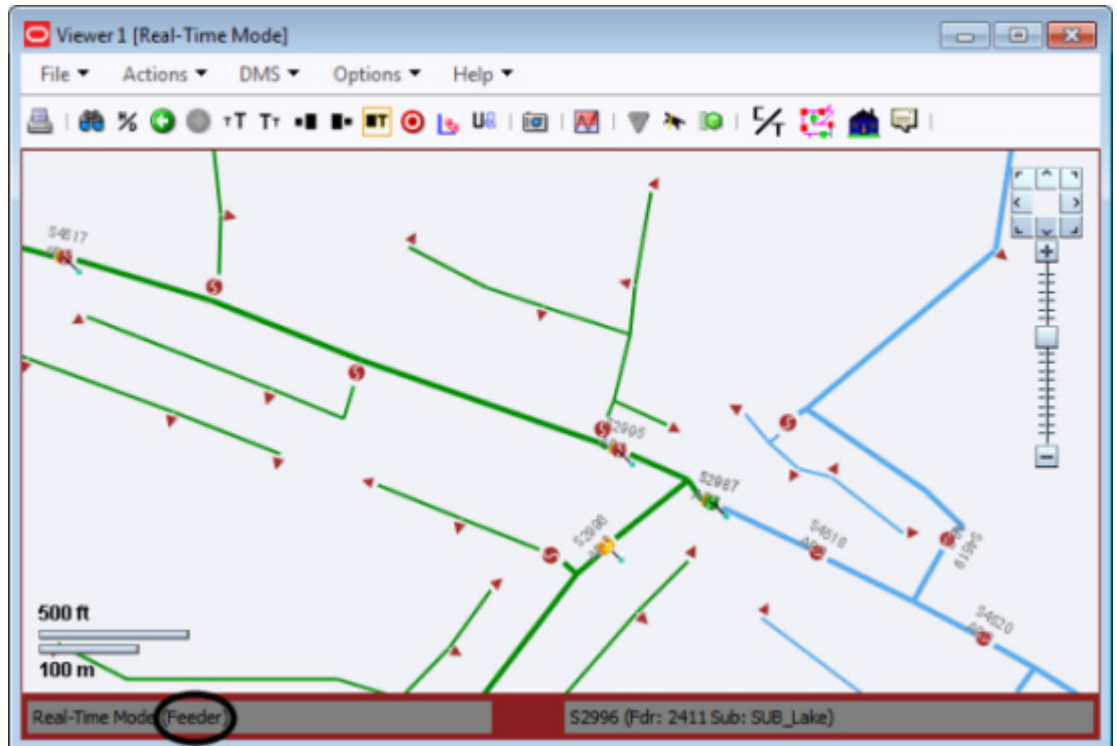 Viewer 1 [Real-Time Mode]
File Actions DMS Options Help
S4617
S2995
S2987
S4618
S4619
S4620
500 ft
100 m
Real-Time Mode (Feeder)
S2996 (Fdr: 2411 Sub: SUB_Lake)